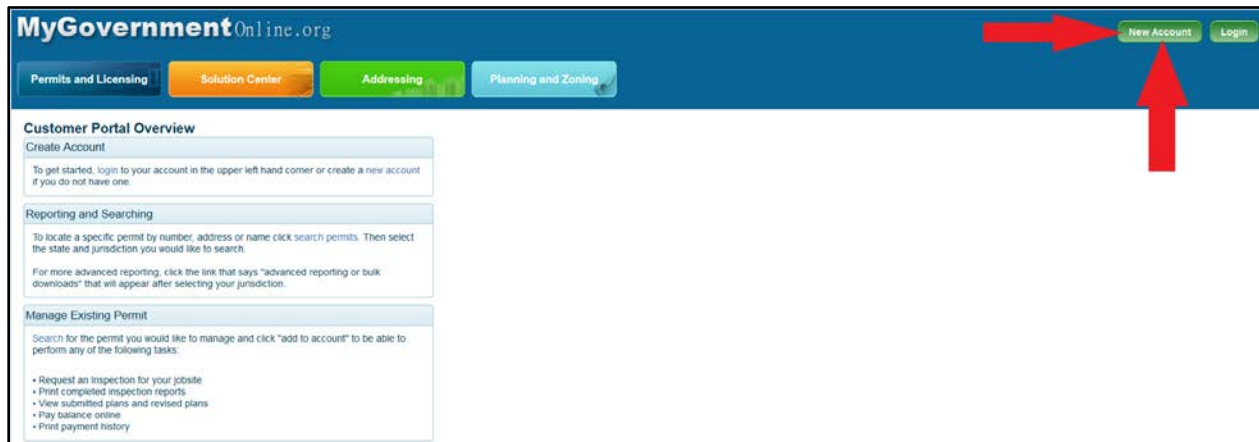 MyGovernmentOnline.org
New Account
Login
Permits and Licensing
Solution Center
Addressing
Planning and Zoning
Customer Portal Overview
Create Account
To get started, login to your account in the upper left hand corner or create a new account
if you do not have one.
Reporting and Searching
To locate a specific permit by number, address or name click search permits. Then select
the state and jurisdiction you would like to search.
For more advanced reporting, click the link that says "advanced reporting or bulk
downloads" that will appear after selecting your jurisdiction.
Manage Existing Permit
Search for the permit you would like to manage and click "add to account" to be able to
perform any of the following tasks:
• Request an Inspection for your jobsite
• Print completed inspection reports
• View submitted plans and revised plans
• Pay balance online
• Print payment history